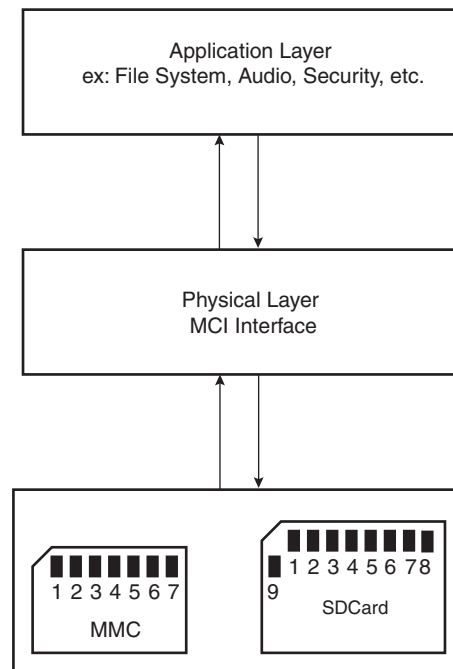 Application Layer
ex: File System, Audio, Security, etc.
Physical Layer
MCI Interface
1 2 3 4 5 6 7
MMC
1 2 3 4 5 6 7 8
9
SDCard